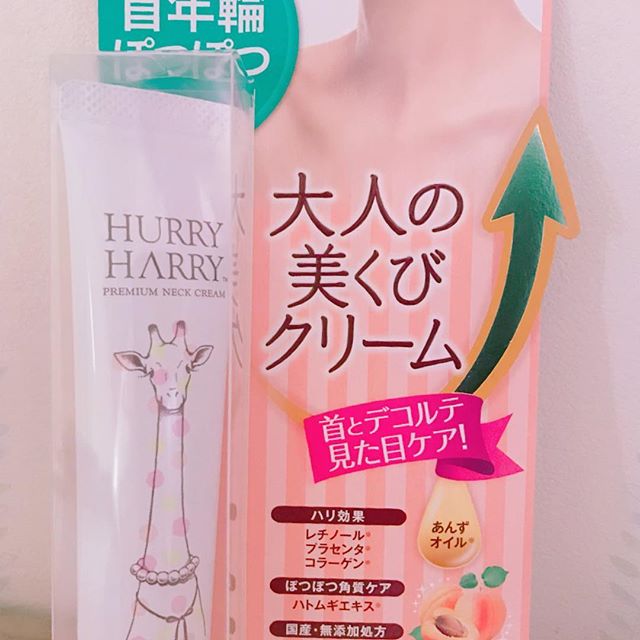 首年輪
ぽつぽつ
HURRY
HARRY™
PREMIUM NECK CREAM
大人の
美くび
クリーム
首とデコルテ
見た目ケア!
ハリ効果
レチノール※
プラセンタ※
コラーゲン※
あんず
オイル※
ぽつぽつ角質ケア
ハトムギエキス※
国産・無添加処方